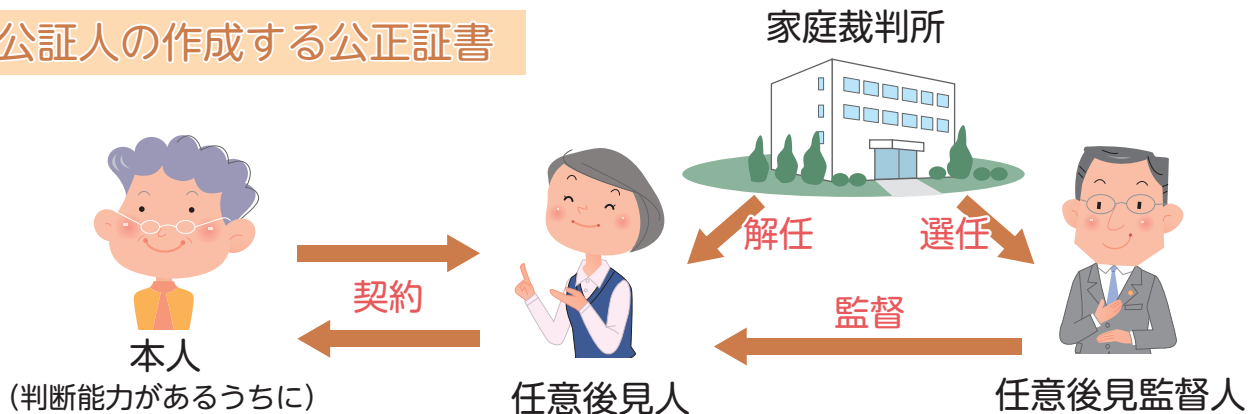 公証人の作成する公正証書
家庭裁判所
解任
選任
契約
監督
本人
（判断能力があるうちに）
任意後見人
任意後見監督人